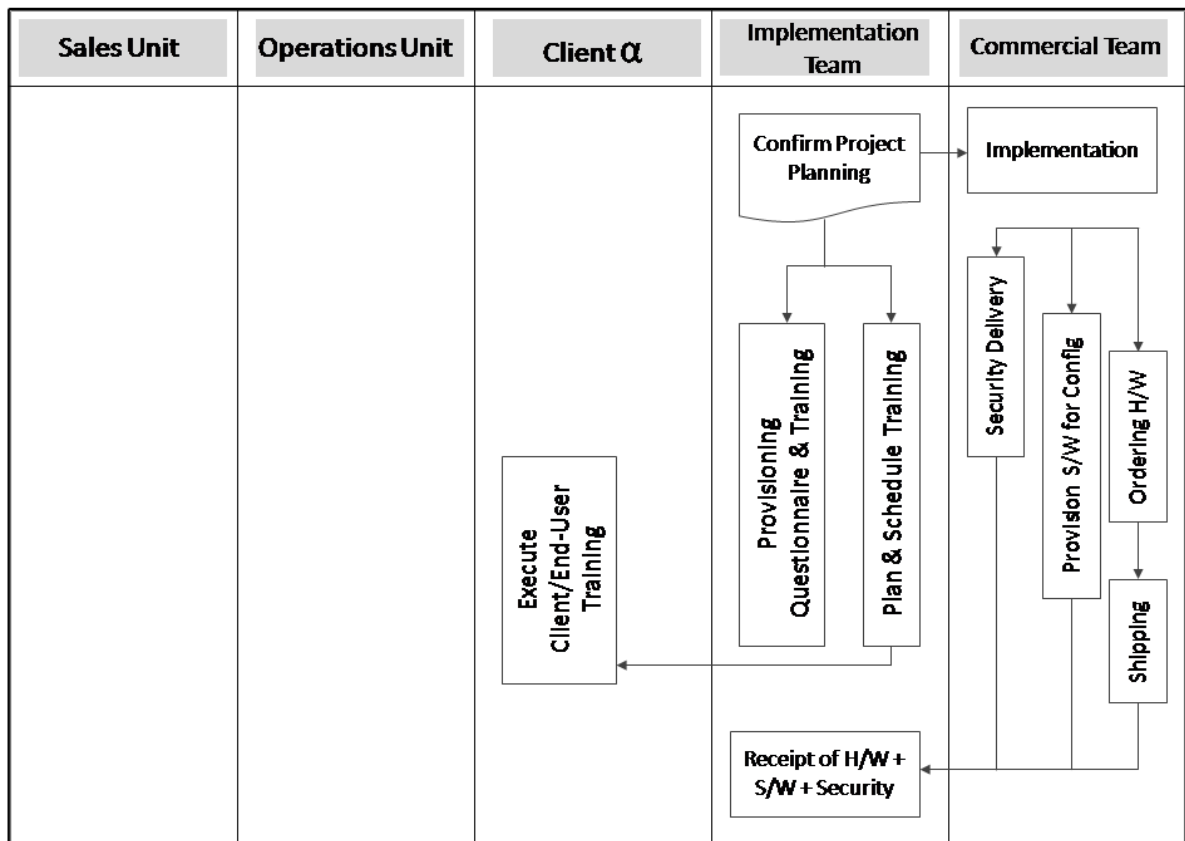 Sales Unit
Operations Unit
Client α
Implementation
Team
Commercial Team
Confirm Project
Planning
Implementation
Security Delivery
Provision S/W for Config
Ordering H/W
Provisioning
Questionnaire & Training
Plan & Schedule Training
Execute
Client/End-User
Training
Shipping
Receipt of H/W +
S/W + Security